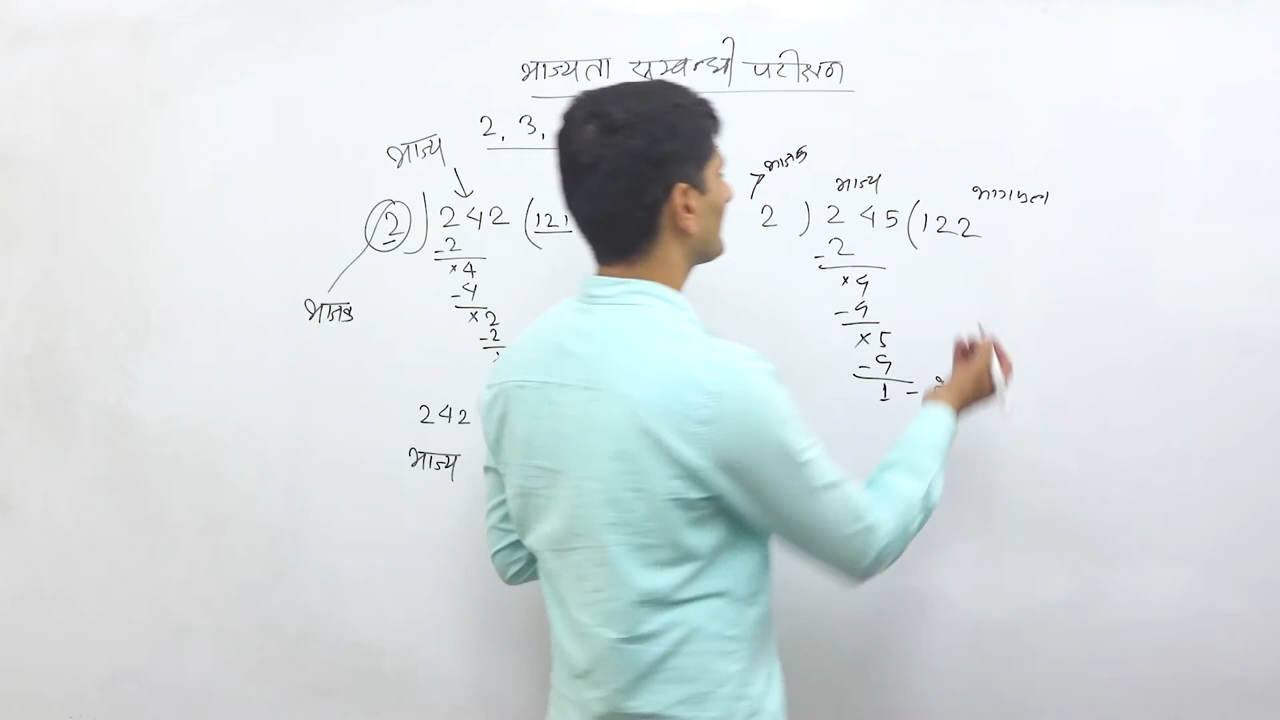 भाज्यता सम्बन्धी परीक्षण
2, 3,
भाज्य
2 ) 242 ( 121
-2
×4
-4
×2
-2
भाजक
242
भाज्य
भाजक
भाज्य
भागफल
2 ) 245 ( 122
-2
×4
-4
×5
-4
1 -